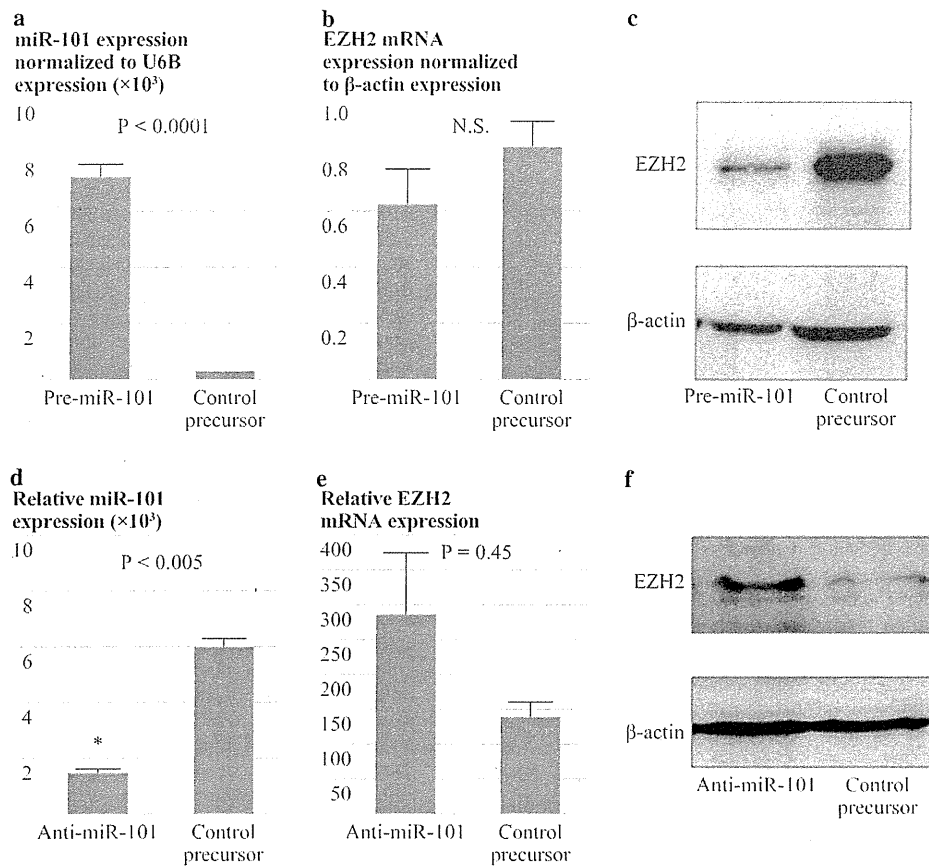 a
miR-101 expression
normalized to U6B
expression (×10³)
10
P < 0.0001
8
6
4
2
Pre-miR-101
Control
precursor
b
EZH2 mRNA
expression normalized
to β-actin expression
1.0
N.S.
0.8
0.6
0.4
0.2
Pre-miR-101
Control
precursor
c
EZH2
β-actin
Pre-miR-101
Control
precursor
d
Relative miR-101
expression (×10³)
10
P < 0.005
8
6
4
*
2
Anti-miR-101
Control
precursor
e
Relative EZH2
mRNA expression
400
P = 0.45
350
300
250
200
150
100
50
Anti-miR-101
Control
precursor
f
EZH2
β-actin
Anti-miR-101
Control
precursor